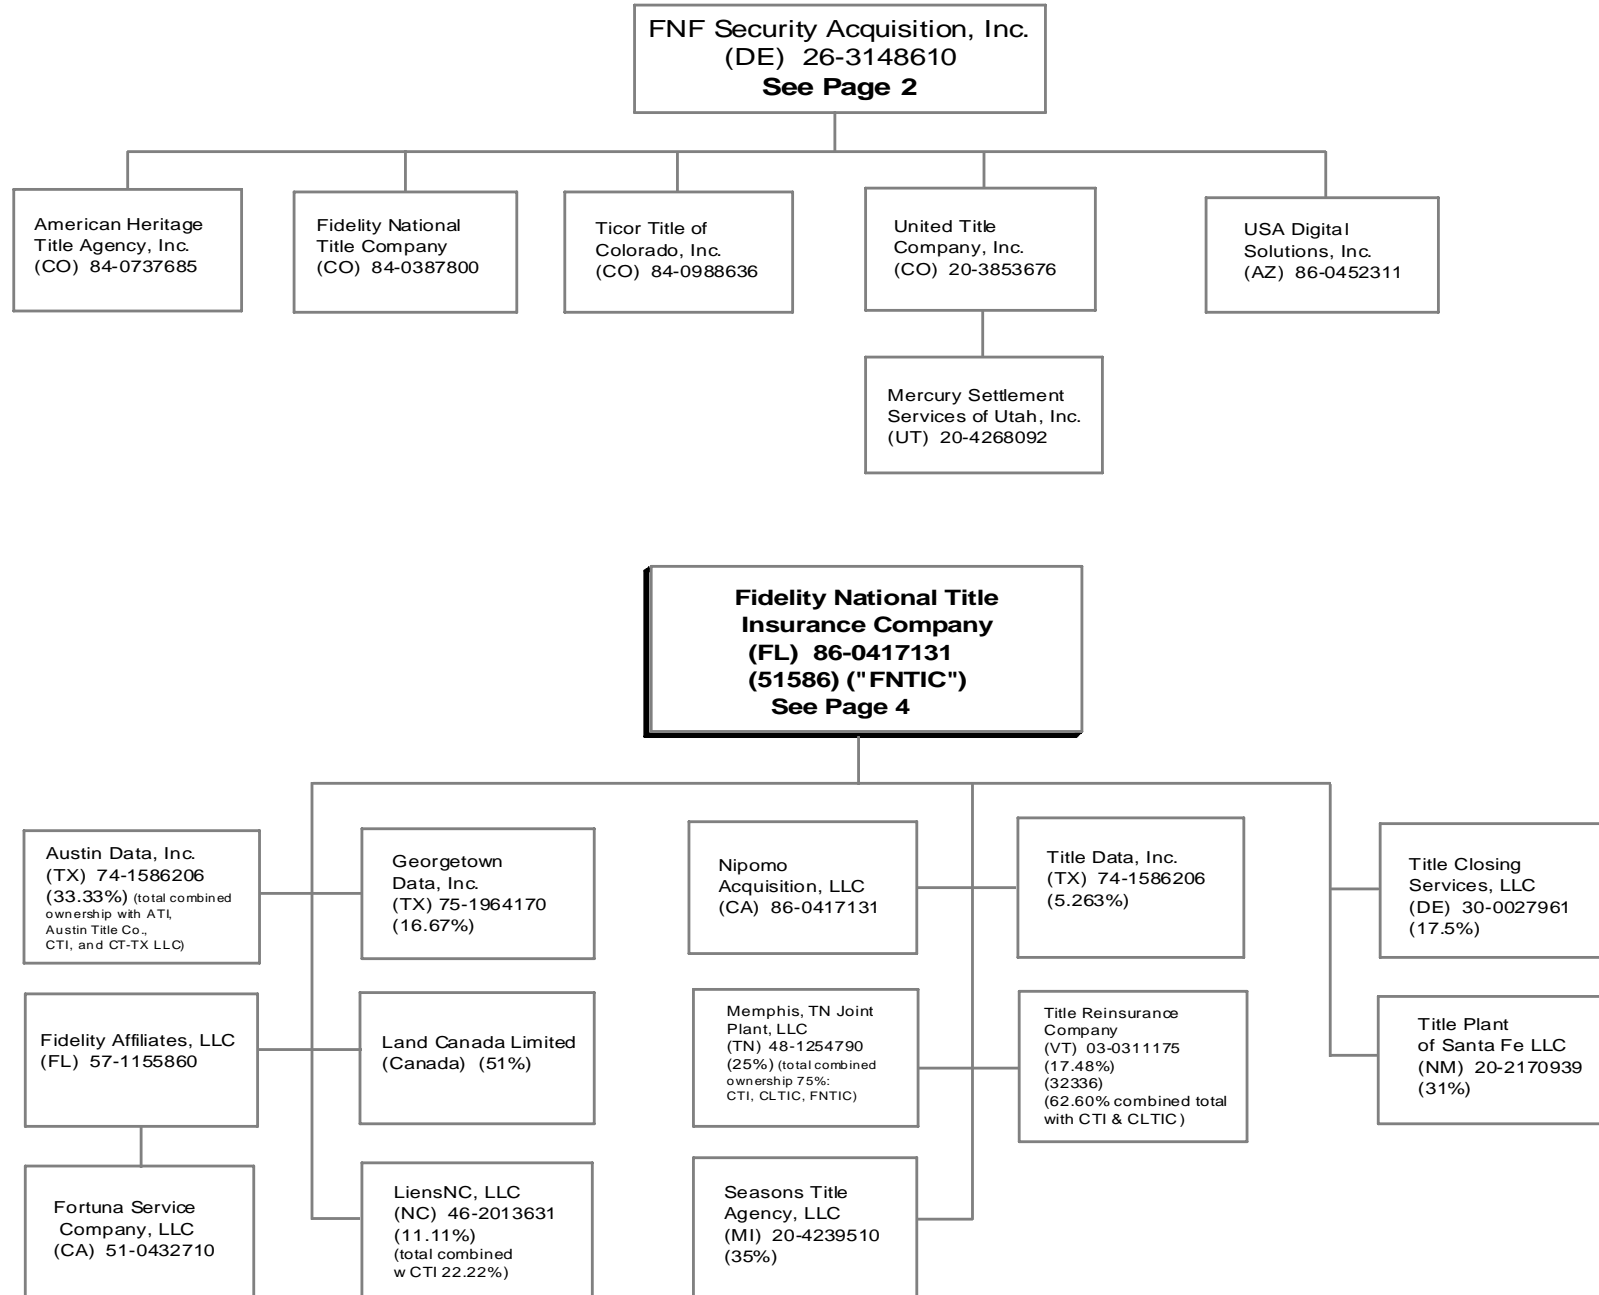 FNF Security Acquisition, Inc.
(DE) 26-3148610
See Page 2
American Heritage
Title Agency, Inc.
(CO) 84-0737685
Fidelity National
Title Company
(CO) 84-0387800
Ticor Title of
Colorado, Inc.
(CO) 84-0988636
United Title
Company, Inc.
(CO) 20-3853676
USA Digital
Solutions, Inc.
(AZ) 86-0452311
Mercury Settlement
Services of Utah, Inc.
(UT) 20-4268092
Fidelity National Title
Insurance Company
(FL) 86-0417131
(51586) ("FNTIC")
See Page 4
Austin Data, Inc.
(TX) 74-1586206
(33.33%) (total combined
ownership with ATI,
Austin Title Co.,
CTI, and CT-TX LLC)
Georgetown
Data, Inc.
(TX) 75-1964170
(16.67%)
Nipomo
Acquisition, LLC
(CA) 86-0417131
Title Data, Inc.
(TX) 74-1586206
(5.263%)
Title Closing
Services, LLC
(DE) 30-0027961
(17.5%)
Fidelity Affiliates, LLC
(FL) 57-1155860
Land Canada Limited
(Canada) (51%)
Memphis, TN Joint
Plant, LLC
(TN) 48-1254790
(25%) (total combined
ownership 75%:
CTI, CLTIC, FNTIC)
Title Reinsurance
Company
(VT) 03-0311175
(17.48%)
(32336)
(62.60% combined total
with CTI & CLTIC)
Title Plant
of Santa Fe LLC
(NM) 20-2170939
(31%)
Fortuna Service
Company, LLC
(CA) 51-0432710
LiensNC, LLC
(NC) 46-2013631
(11.11%)
(total combined
w CTI 22.22%)
Seasons Title
Agency, LLC
(MI) 20-4239510
(35%)